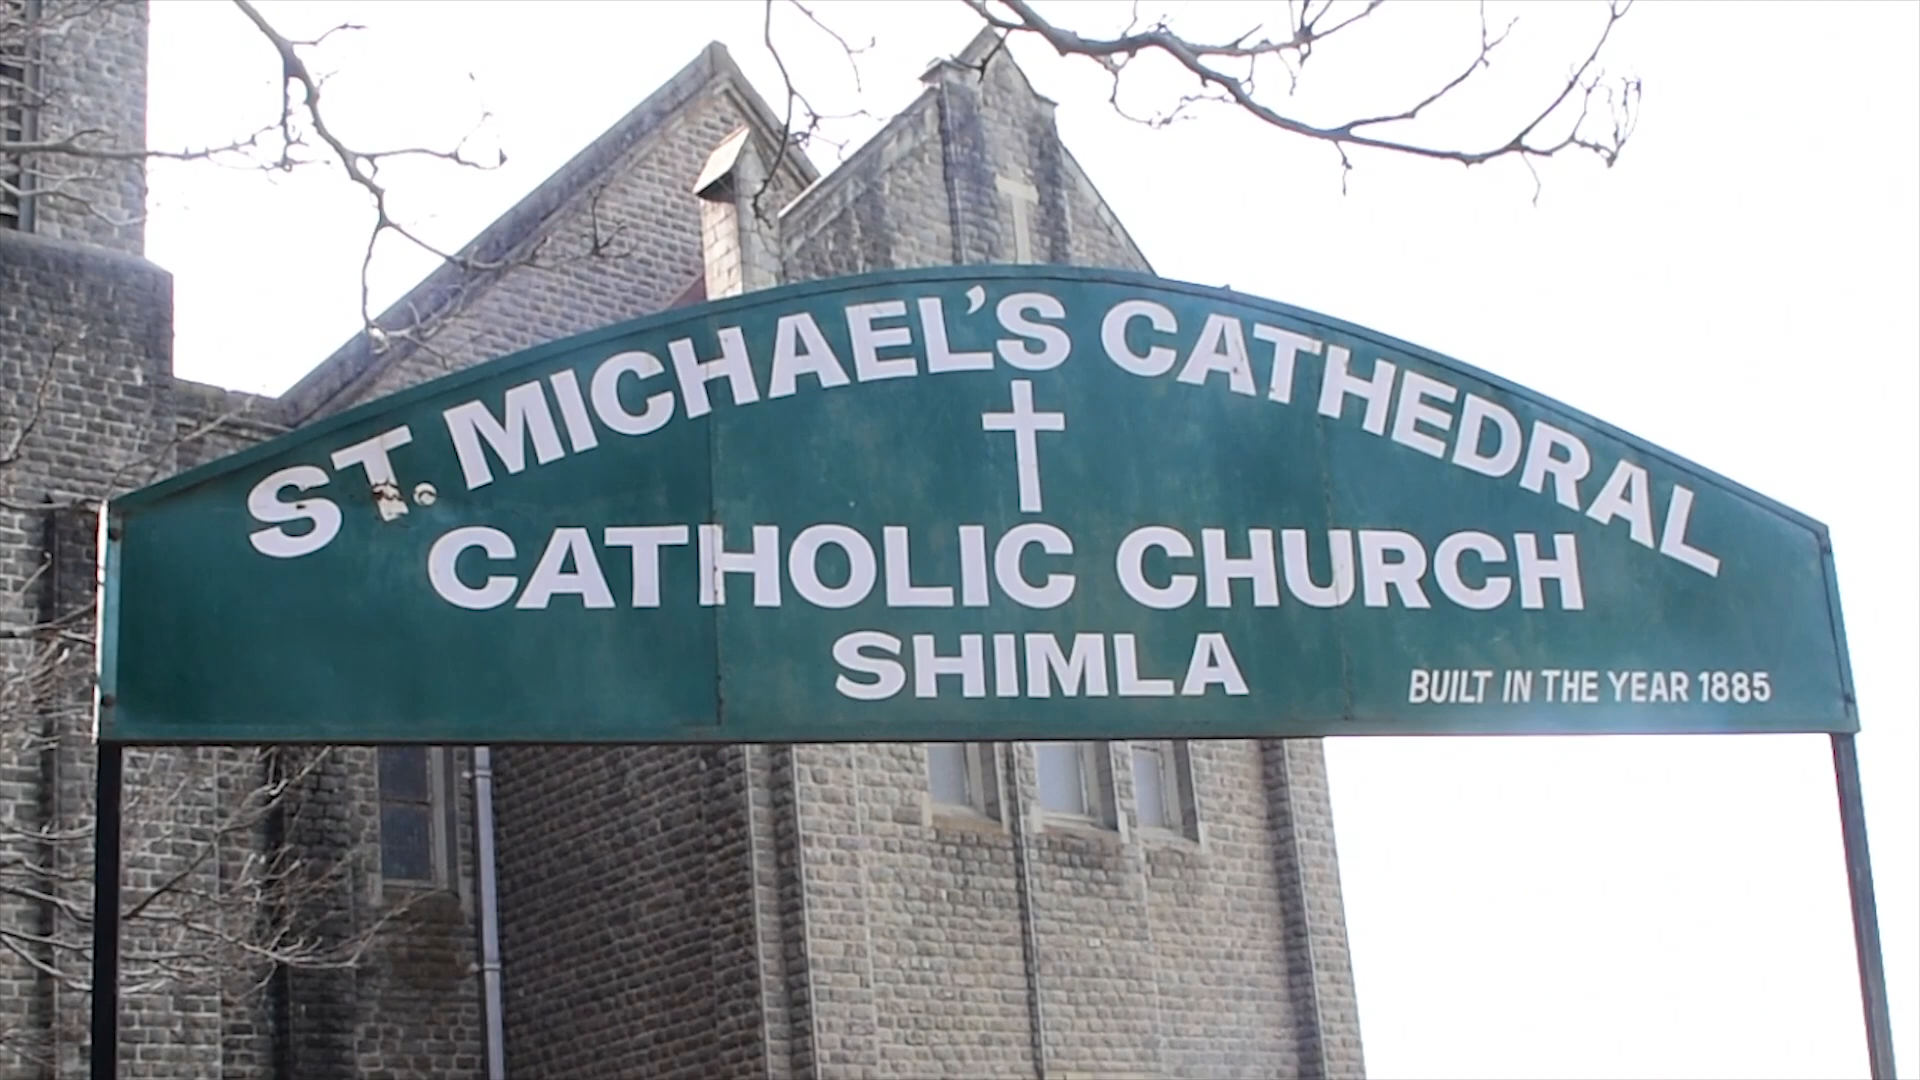 ST. MICHAEL'S CATHEDRAL
CATHOLIC CHURCH
SHIMLA
BUILT IN THE YEAR 1885